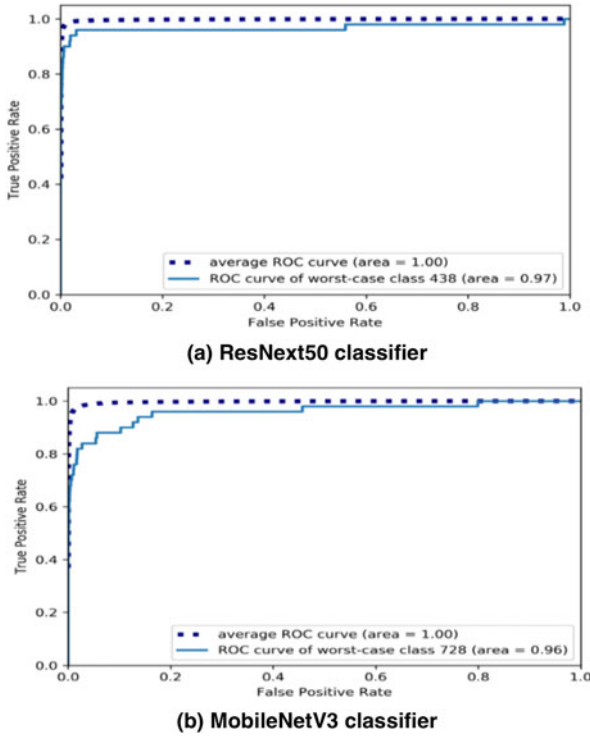 1.0
0.8
0.6
0.4
0.2
0.0
True Positive Rate
average ROC curve (area = 1.00)
ROC curve of worst-case class 438 (area = 0.97)
0.0 0.2 0.4 0.6 0.8 1.0
False Positive Rate
(a) ResNext50 classifier
1.0
0.8
0.6
0.4
0.2
0.0
True Positive Rate
average ROC curve (area = 1.00)
ROC curve of worst-case class 728 (area = 0.96)
0.0 0.2 0.4 0.6 0.8 1.0
False Positive Rate
(b) MobileNetV3 classifier